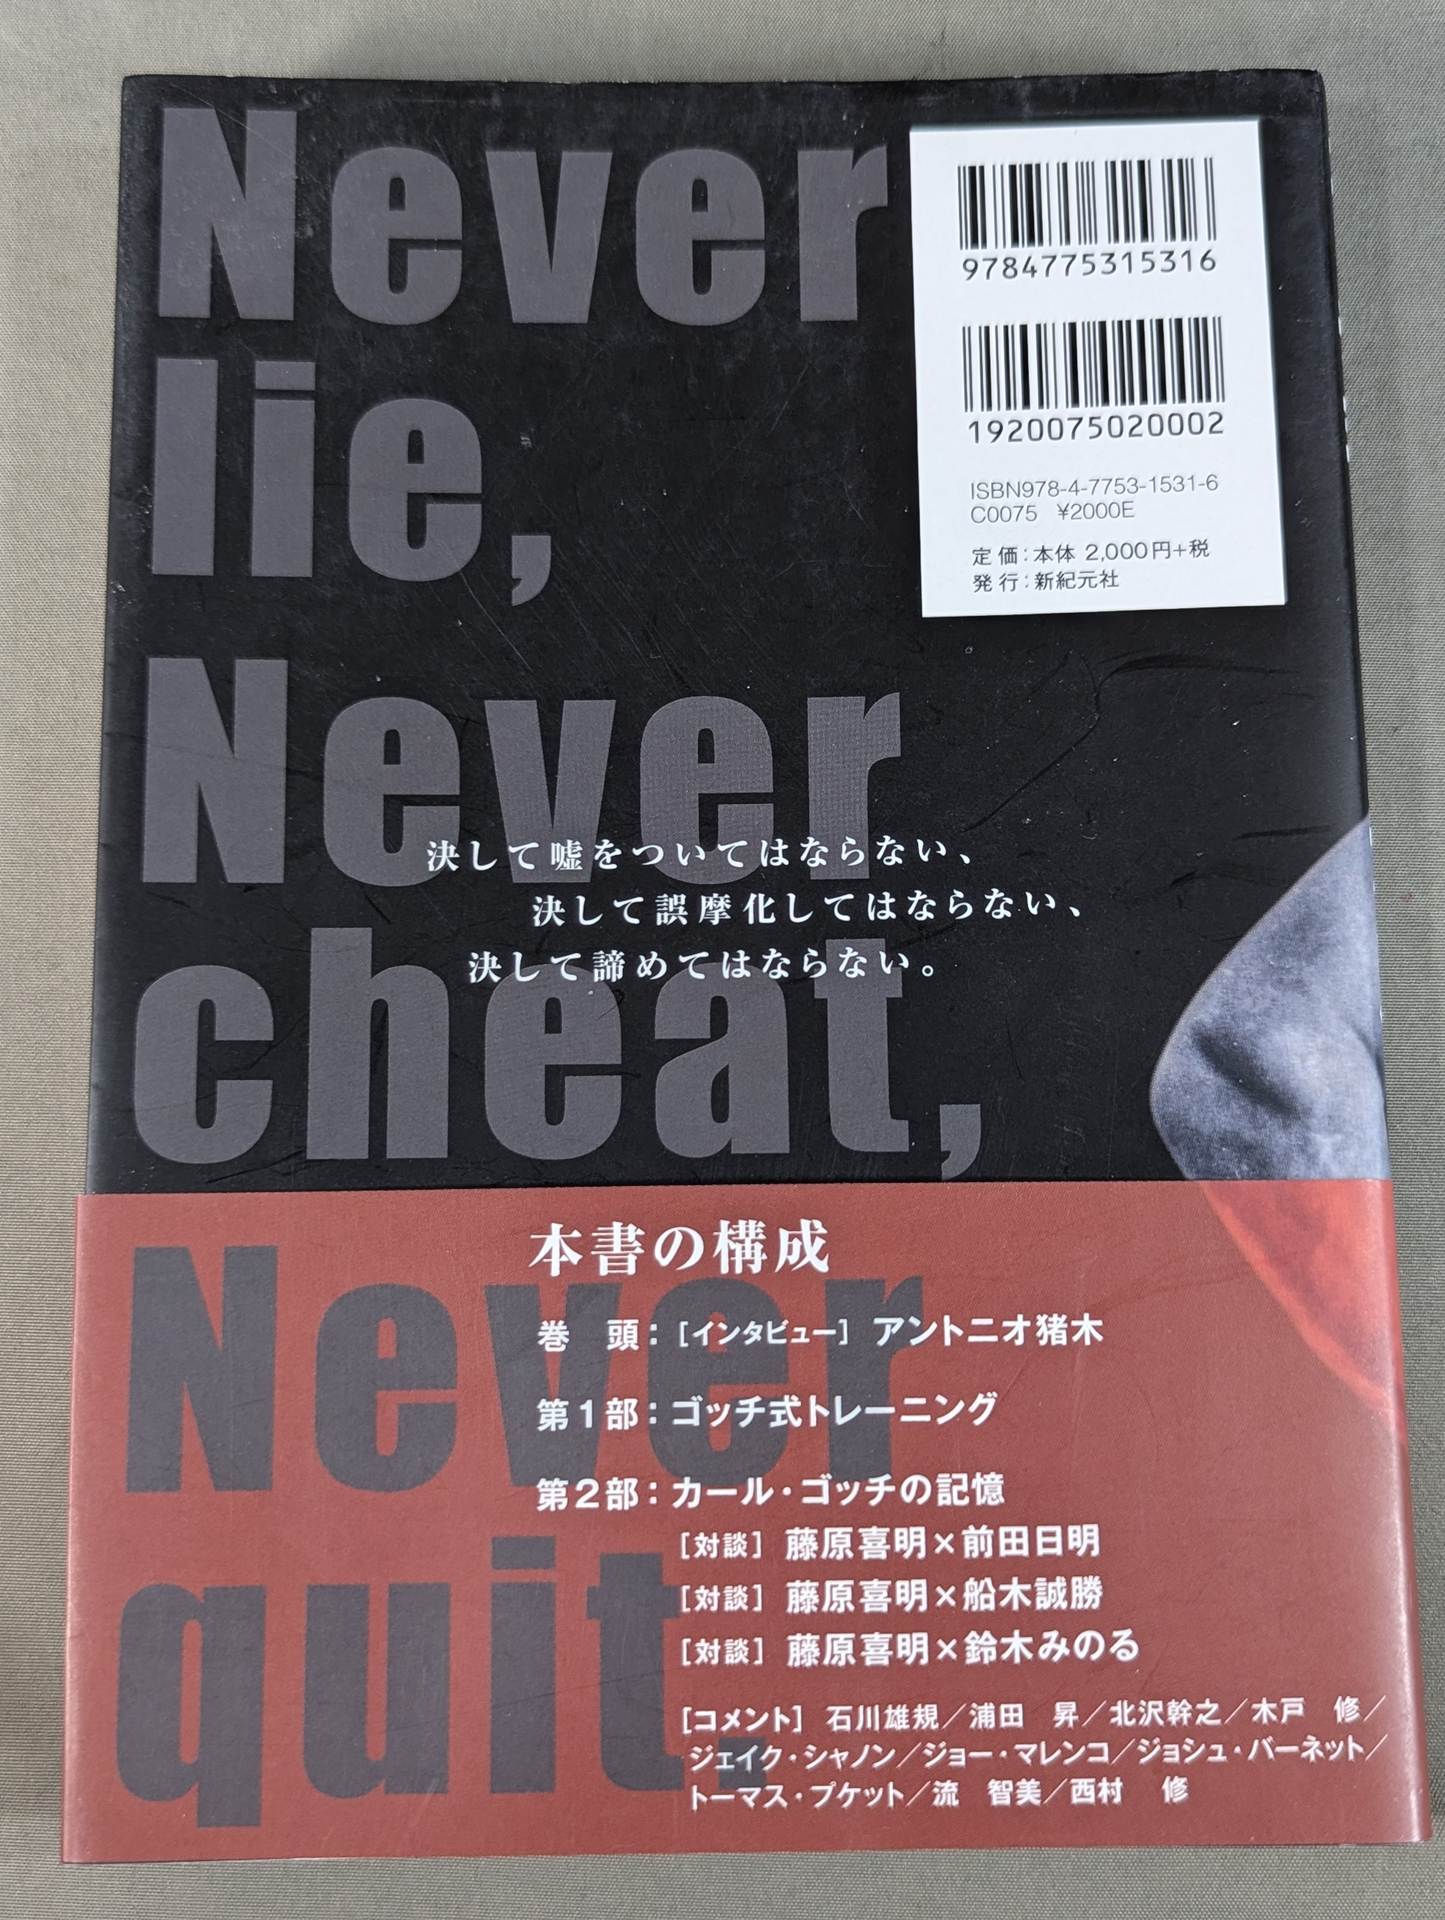 Never
lie,
Never
cheat,
Never
quit.
9784775315316
1920075020002
ISBN978-4-7753-1531-6
C0075 ¥2000E
定価：本体 2,000円+税
発行：新紀元社
決して嘘をついてはならない、
決して誤摩化してはならない、
決して諦めてはならない。
本書の構成
巻　頭：［インタビュー］アントニオ猪木
第1部：ゴッチ式トレーニング
第2部：カール・ゴッチの記憶
［対談］藤原喜明×前田日明
［対談］藤原喜明×船木誠勝
［対談］藤原喜明×鈴木みのる
［コメント］石川雄規／浦田　昇／北沢幹之／木戸　修／
ジェイク・シャノン／ジョー・マレンコ／ジョシュ・バーネット／
トーマス・プケット／流　智美／西村　修